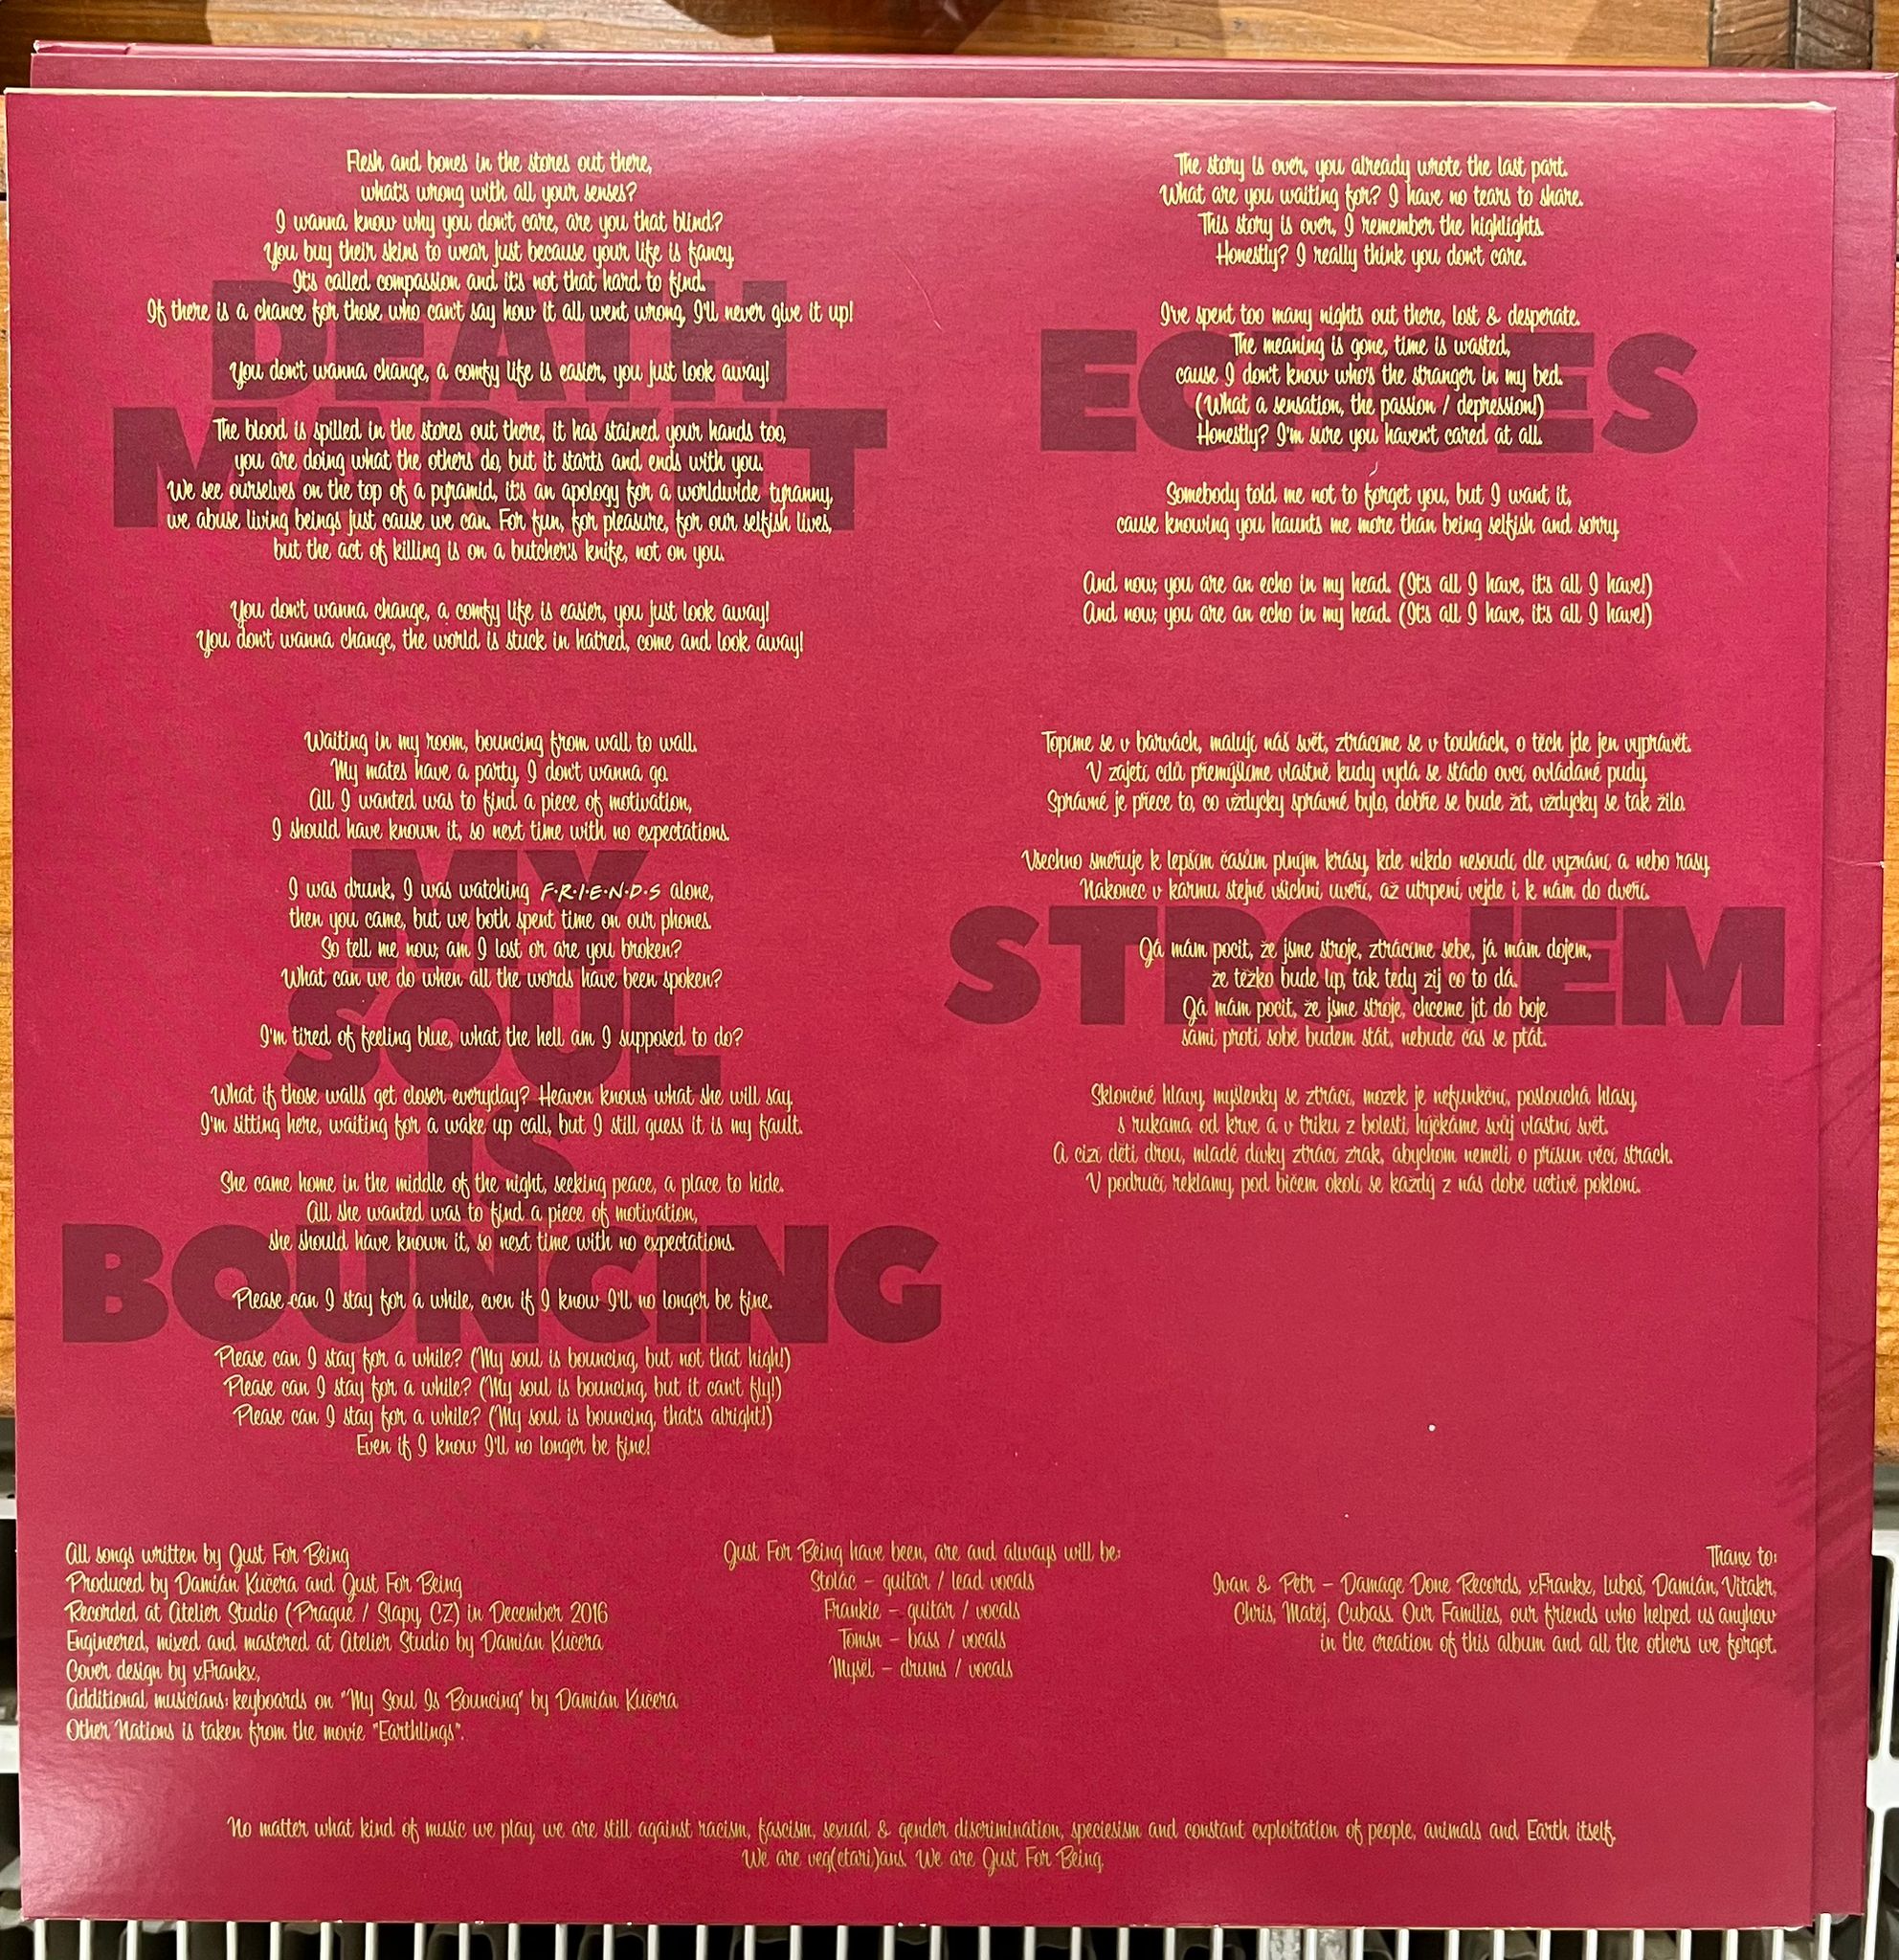 DEATH MARKET
Flesh and bones in the stores out there,
what's wrong with all your senses?
I wanna know why you don't care, are you that blind?
You buy their skins to wear just because your life is fancy.
It's called compassion and it's not that hard to find.
If there is a chance for those who can't say how it all went wrong, I'll never give it up!
You don't wanna change, a comfy life is easier, you just look away!
The blood is spilled in the stores out there, it has stained your hands too,
you are doing what the others do, but it starts and ends with you.
We see ourselves on the top of a pyramid, it's an apology for a worldwide tyranny,
we abuse living beings just cause we can. For fun, for pleasure, for our selfish lives,
but the act of killing is on a butcher's knife, not on you.
You don't wanna change, a comfy life is easier, you just look away!
You don't wanna change, the world is stuck in hatred, come and look away!
MY SOUL IS BOUNCING
Waiting in my room, bouncing from wall to wall.
My mates have a party, I don't wanna go.
All I wanted was to find a piece of motivation,
I should have known it, so next time with no expectations.
I was drunk, I was watching F·R·I·E·N·D·S alone,
then you came, but we both spent time on our phones.
So tell me now, am I lost or are you broken?
What can we do when all the words have been spoken?
I'm tired of feeling blue, what the hell am I supposed to do?
What if those walls get closer everyday? Heaven knows what she will say.
I'm sitting here, waiting for a wake up call, but I still guess it is my fault.
She came home in the middle of the night, seeking peace, a place to hide.
All she wanted was to find a piece of motivation,
she should have known it, so next time with no expectations.
Please can I stay for a while, even if I know I'll no longer be fine.
Please can I stay for a while? (My soul is bouncing, but not that high!)
Please can I stay for a while? (My soul is bouncing, but it can't fly!)
Please can I stay for a while? (My soul is bouncing, that's alright!)
Even if I know I'll no longer be fine!
ECHOES
The story is over, you already wrote the last part.
What are you waiting for? I have no tears to share.
This story is over, I remember the highlights.
Honestly? I really think you don't care.
I've spent too many nights out there, lost & desperate.
The meaning is gone, time is wasted,
cause I don't know who's the stranger in my bed.
(What a sensation, the passion / depression!)
Honestly? I'm sure you haven't cared at all.
Somebody told me not to forget you, but I want it,
cause knowing you haunts me more than being selfish and sorry.
And now, you are an echo in my head. (It's all I have, it's all I have!)
And now, you are an echo in my head. (It's all I have, it's all I have!)
STROJEM
Topíme se v barvách, malují náš svět, ztrácíme se v touhách, o těch jde jen vyprávět.
V zajetí cílů přemýšlíme vlastně kudy vydá se stádo ovcí ovládané pudy.
Správné je přece to, co vždycky správné bylo, dobře se bude žít, vždycky se tak žilo.
Všechno směřuje k lepším časům plným krásy, kde nikdo nesoudí dle vyznání a nebo rasy.
Nakonec v karmu stejně všichni uvěří, až utrpení vejde i k nám do dveří.
Já mám pocit, že jsme stroje, ztrácíme sebe, já mám dojem,
že těžko bude líp, tak tedy žij co to dá.
Já mám pocit, že jsme stroje, chceme jít do boje
sami proti sobě budem stát, nebude čas se ptát.
Skloněné hlavy, myšlenky se ztrácí, mozek je nefunkční, poslouchá hlasy,
s rukama od krve a v triku z bolesti hýčkáme svůj vlastní svět.
A cizí děti dřou, mladé dívky ztrácí zrak, abychom neměli o přísun věcí strach.
V područí reklamy, pod bičem okolí se každý z nás době uctivě pokloní.
All songs written by Just For Being
Produced by Damián Kučera and Just For Being
Recorded at Atelier Studio (Prague / Slapy, CZ) in December 2016
Engineered, mixed and mastered at Atelier Studio by Damián Kučera
Cover design by xFrankx,
Additional musicians: keyboards on "My Soul Is Bouncing" by Damián Kučera
Other Nations is taken from the movie "Earthlings".
Just For Being have been, are and always will be:
Stoláč – guitar / lead vocals
Frankie – guitar / vocals
Tomsn – bass / vocals
Mysěl – drums / vocals
Thanx to:
Ivan & Petr – Damage Done Records, xFrankx, Luboš, Damián, Vitakr,
Chris, Matěj, Cubass. Our Families, our friends who helped us anyhow
in the creation of this album and all the others we forgot.
No matter what kind of music we play, we are still against racism, fascism, sexual & gender discrimination, speciesism and constant exploitation of people, animals and Earth itself.
We are veg(etari)ans. We are Just For Being.